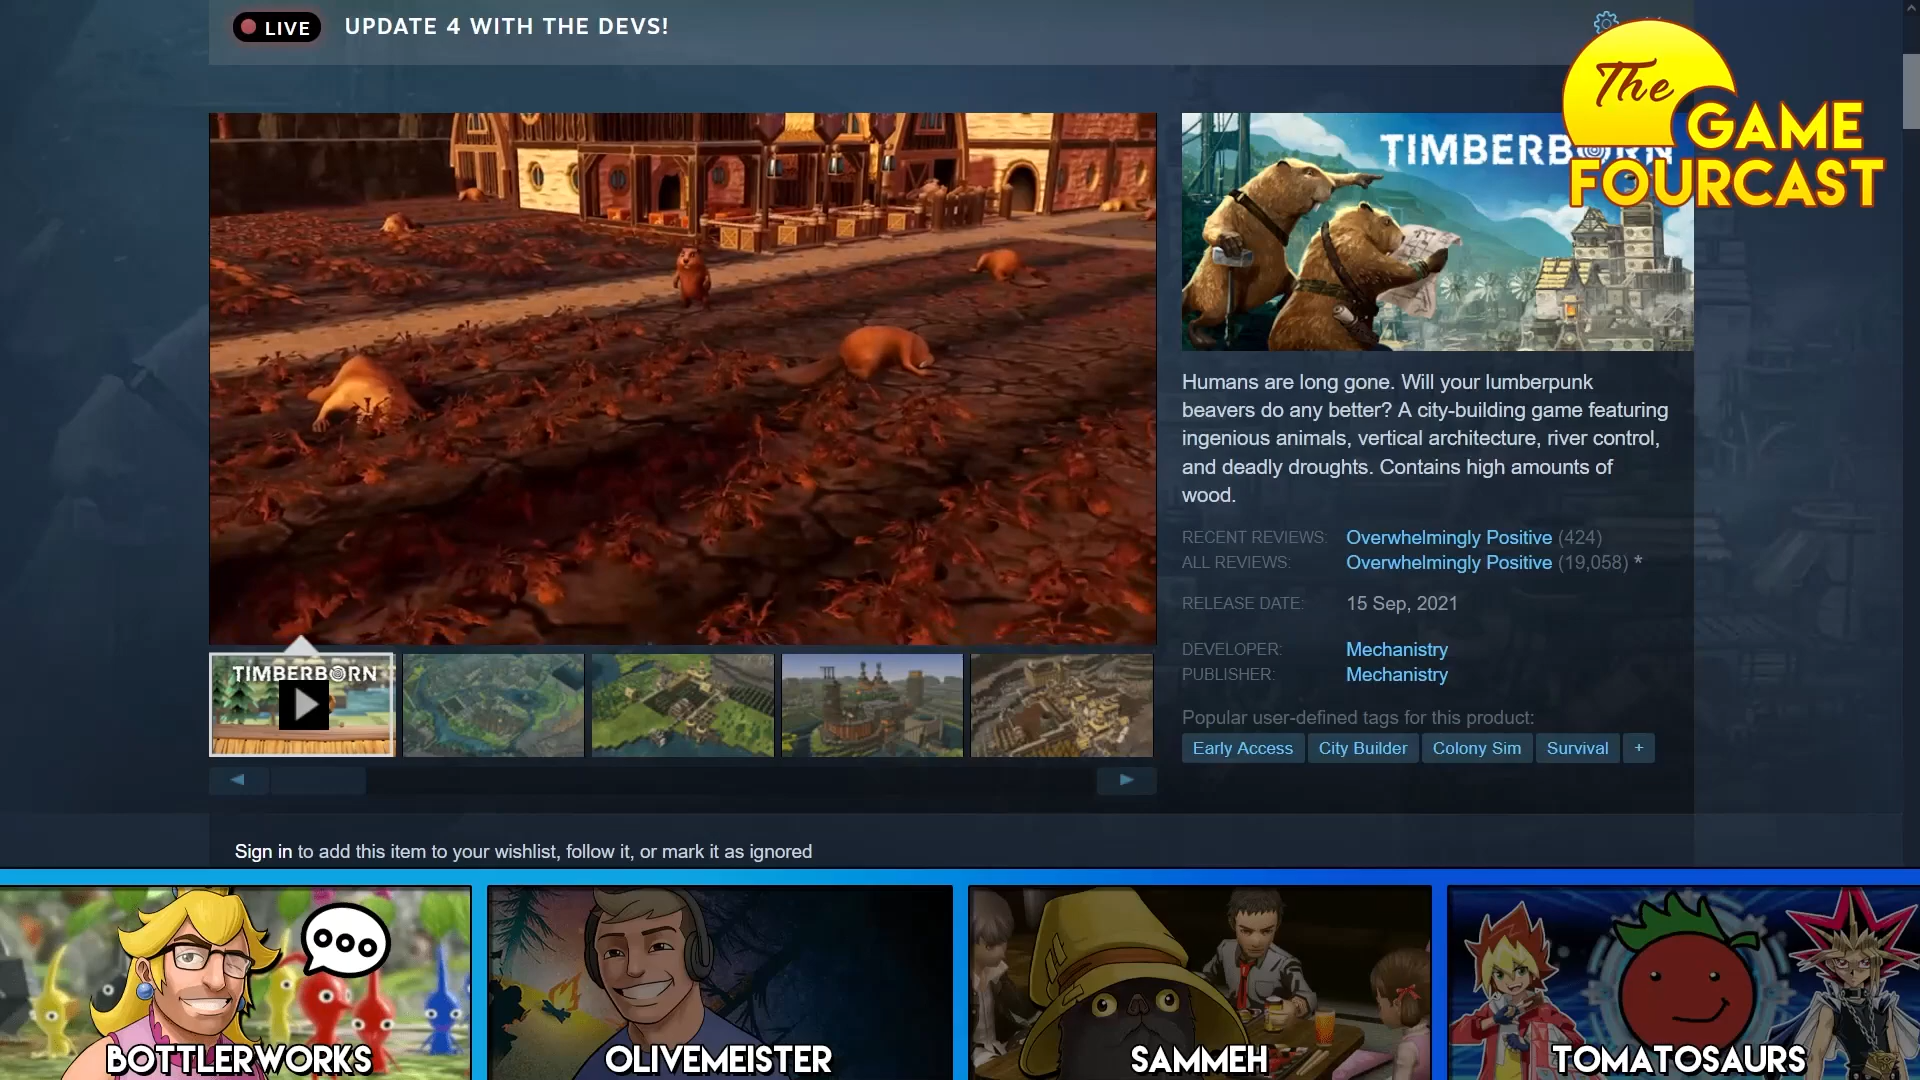 LIVE
UPDATE 4 WITH THE DEVS!
The
GAME
FOURCAST
TIMBERBORN
Humans are long gone. Will your lumberpunk
beavers do any better? A city-building game featuring
ingenious animals, vertical architecture, river control,
and deadly droughts. Contains high amounts of
wood.
RECENT REVIEWS: Overwhelmingly Positive (424)
ALL REVIEWS: Overwhelmingly Positive (19,058) *
RELEASE DATE: 15 Sep, 2021
DEVELOPER: Mechanistry
PUBLISHER: Mechanistry
Popular user-defined tags for this product:
Early Access City Builder Colony Sim Survival +
TIMBERBORN
Sign in to add this item to your wishlist, follow it, or mark it as ignored
BOTTLERWORKS
OLIVEMEISTER
SAMMEH
TOMATOSAURS